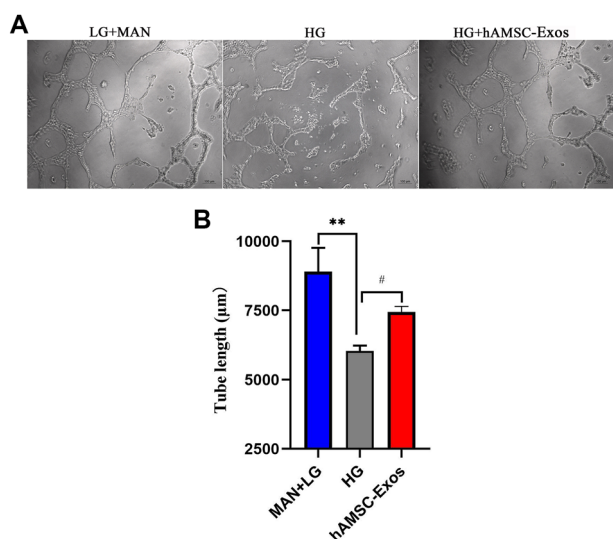 A
LG+MAN
HG
HG+hAMSC-Exos
B
**
#
10000
7500
5000
2500
Tube length (μm)
MAN+LG
HG
hAMSC-Exos